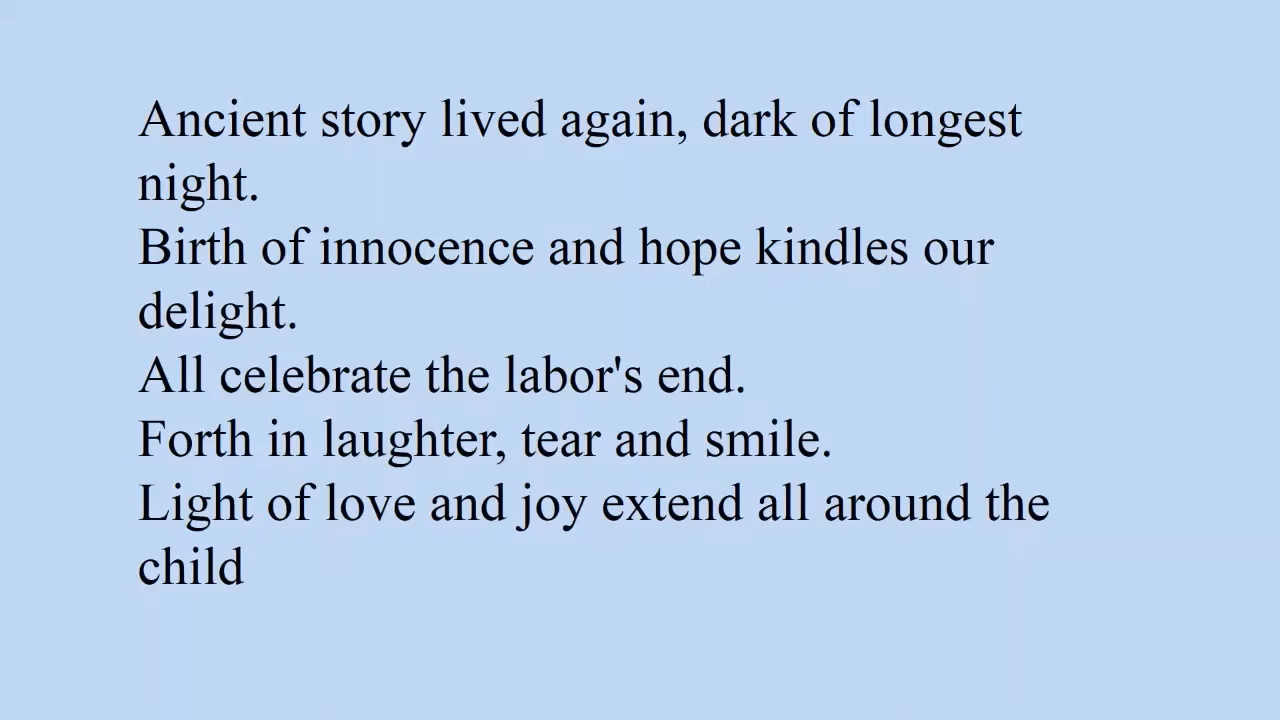 Ancient story lived again, dark of longest
night.
Birth of innocence and hope kindles our
delight.
All celebrate the labor's end.
Forth in laughter, tear and smile.
Light of love and joy extend all around the
child